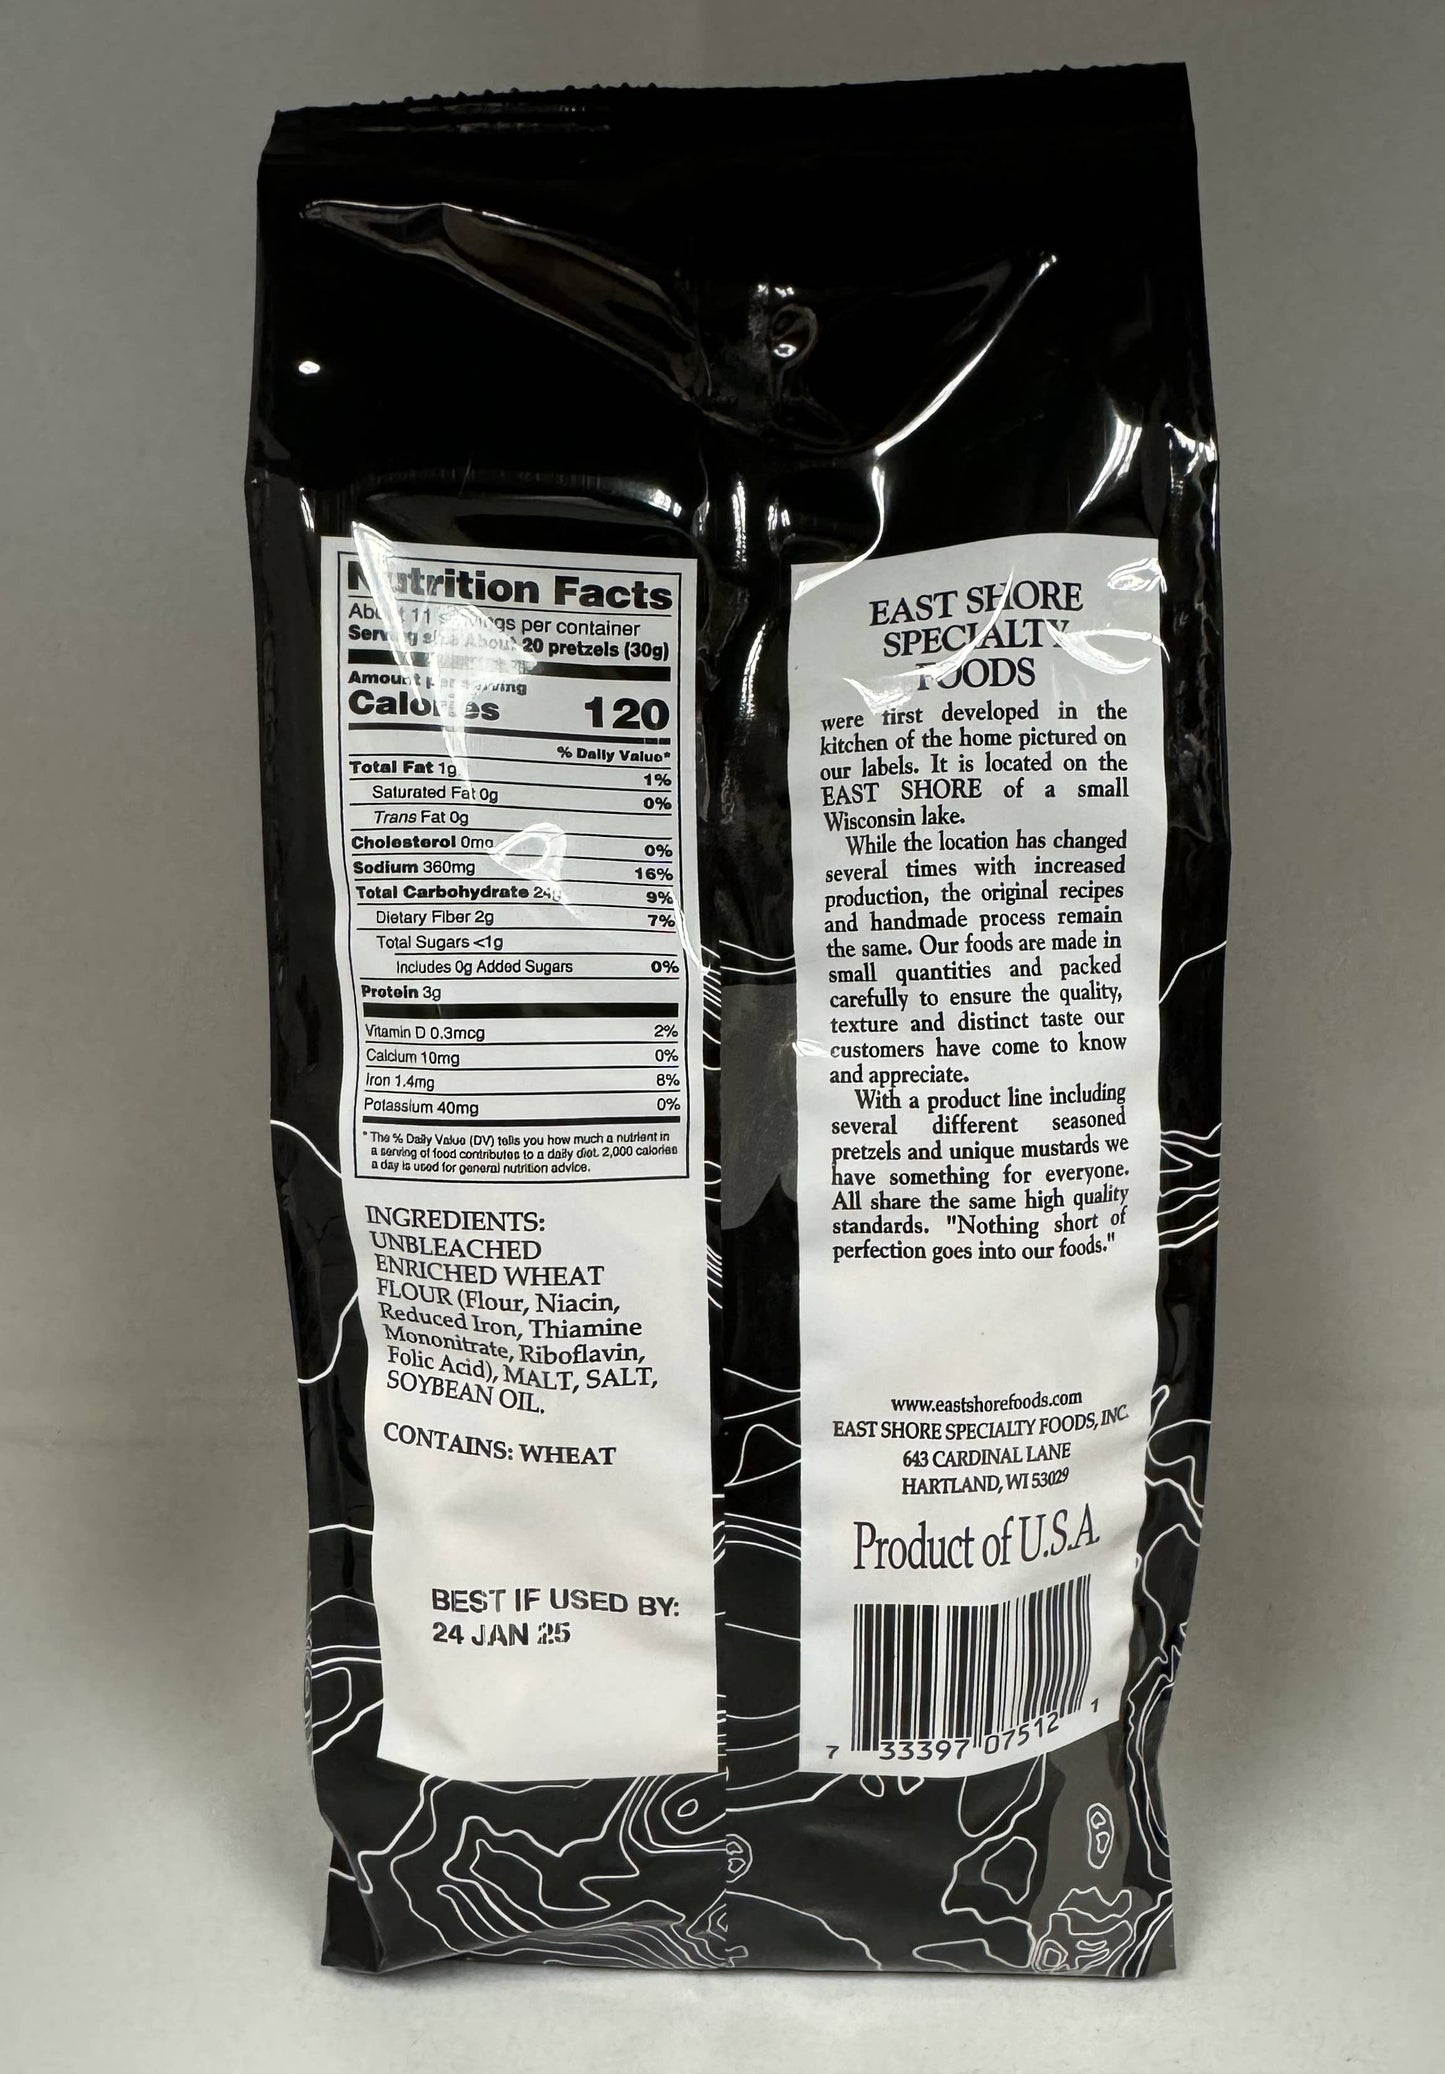 Nutrition Facts
About 11 servings per container
Serving size About 20 pretzels (30g)
Amount per serving
Calories 120
% Daily Value*
Total Fat 1g 1%
Saturated Fat 0g 0%
Trans Fat 0g
Cholesterol 0mg 0%
Sodium 360mg 16%
Total Carbohydrate 24g 9%
Dietary Fiber 2g 7%
Total Sugars <1g
Includes 0g Added Sugars 0%
Protein 3g
Vitamin D 0.3mcg 2%
Calcium 10mg 0%
Iron 1.4mg 8%
Potassium 40mg 0%
* The % Daily Value (DV) tells you how much a nutrient in
a serving of food contributes to a daily diet. 2,000 calories
a day is used for general nutrition advice.
INGREDIENTS:
UNBLEACHED
ENRICHED WHEAT
FLOUR (Flour, Niacin,
Reduced Iron, Thiamine
Mononitrate, Riboflavin,
Folic Acid), MALT, SALT,
SOYBEAN OIL.
CONTAINS: WHEAT
BEST IF USED BY:
24 JAN 25
EAST SHORE
SPECIALTY
FOODS
were first developed in the
kitchen of the home pictured on
our labels. It is located on the
EAST SHORE of a small
Wisconsin lake.
While the location has changed
several times with increased
production, the original recipes
and handmade process remain
the same. Our foods are made in
small quantities and packed
carefully to ensure the quality,
texture and distinct taste our
customers have come to know
and appreciate.
With a product line including
several different seasoned
pretzels and unique mustards we
have something for everyone.
All share the same high quality
standards. "Nothing short of
perfection goes into our foods."
www.eastshorefoods.com
EAST SHORE SPECIALTY FOODS, INC.
643 CARDINAL LANE
HARTLAND, WI 53029
Product of U.S.A.
7 33397 07512 1